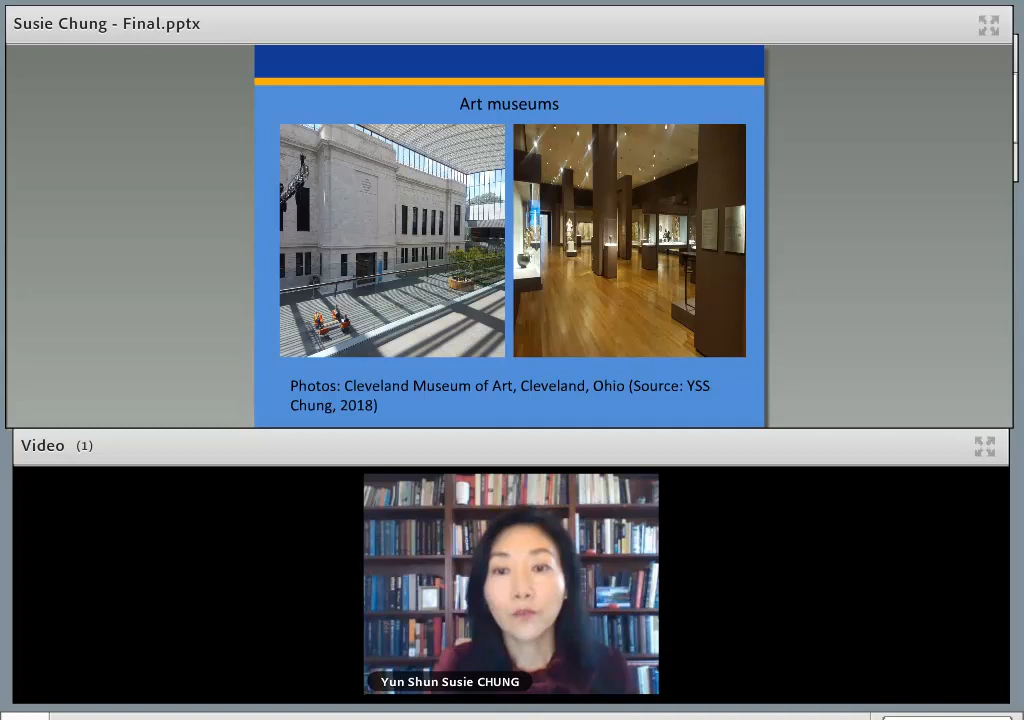 Susie Chung - Final.pptx
Art museums
Photos: Cleveland Museum of Art, Cleveland, Ohio (Source: YSS
Chung, 2018)
Video (1)
Yun Shun Susie CHUNG